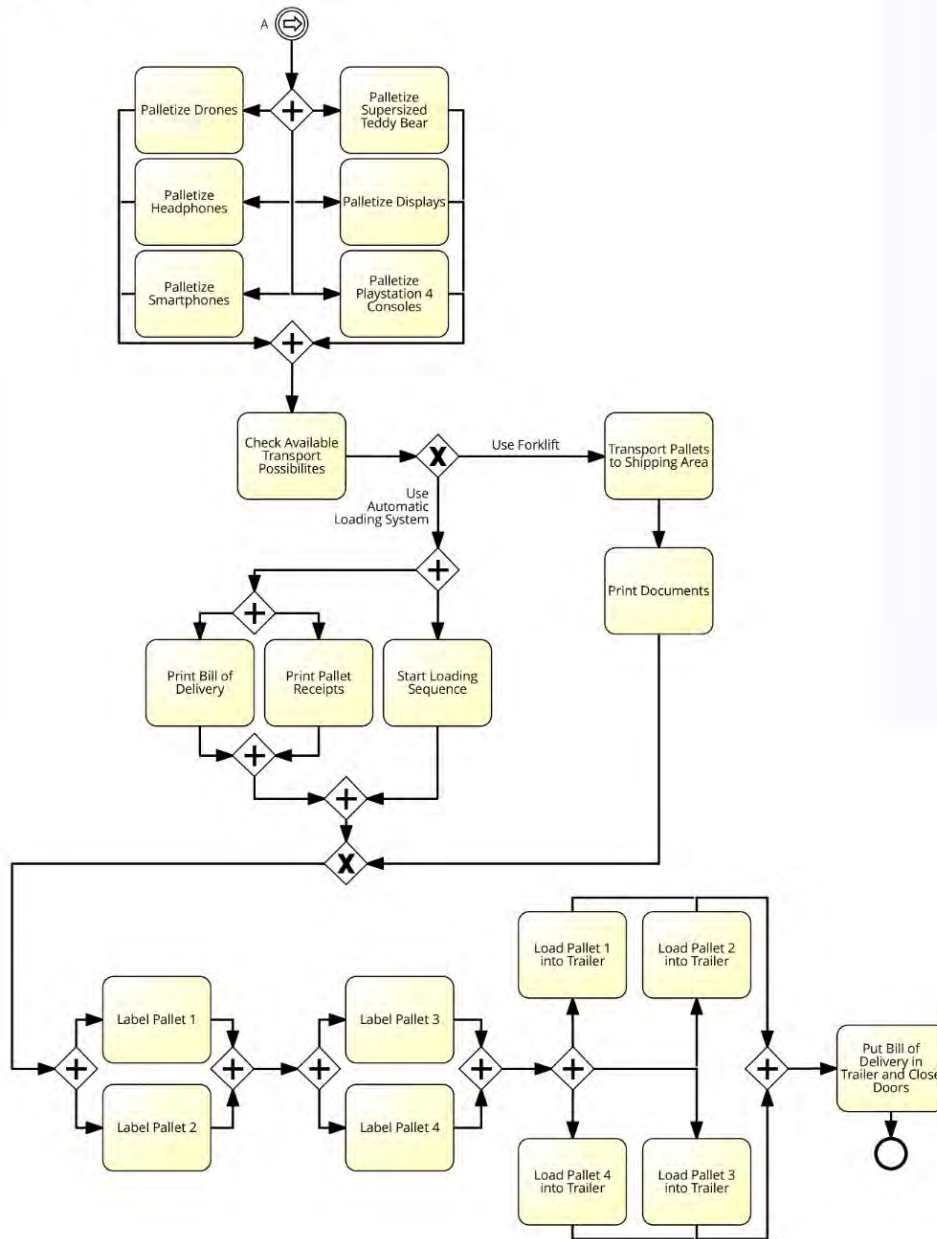 A
Palletize Drones
Palletize
Supersized
Teddy Bear
Palletize
Headphones
Palletize Displays
Palletize
Smartphones
Palletize
Playstation 4
Consoles
Check Available
Transport
Possibilites
X
Use Forklift
Transport Pallets
to Shipping Area
Use
Automatic
Loading System
Print Documents
Print Bill of
Delivery
Print Pallet
Receipts
Start Loading
Sequence
X
Load Pallet 1
into Trailer
Load Pallet 2
into Trailer
Label Pallet 1
Label Pallet 3
Put Bill of
Delivery in
Trailer and Close
Doors
Label Pallet 2
Label Pallet 4
Load Pallet 4
into Trailer
Load Pallet 3
into Trailer